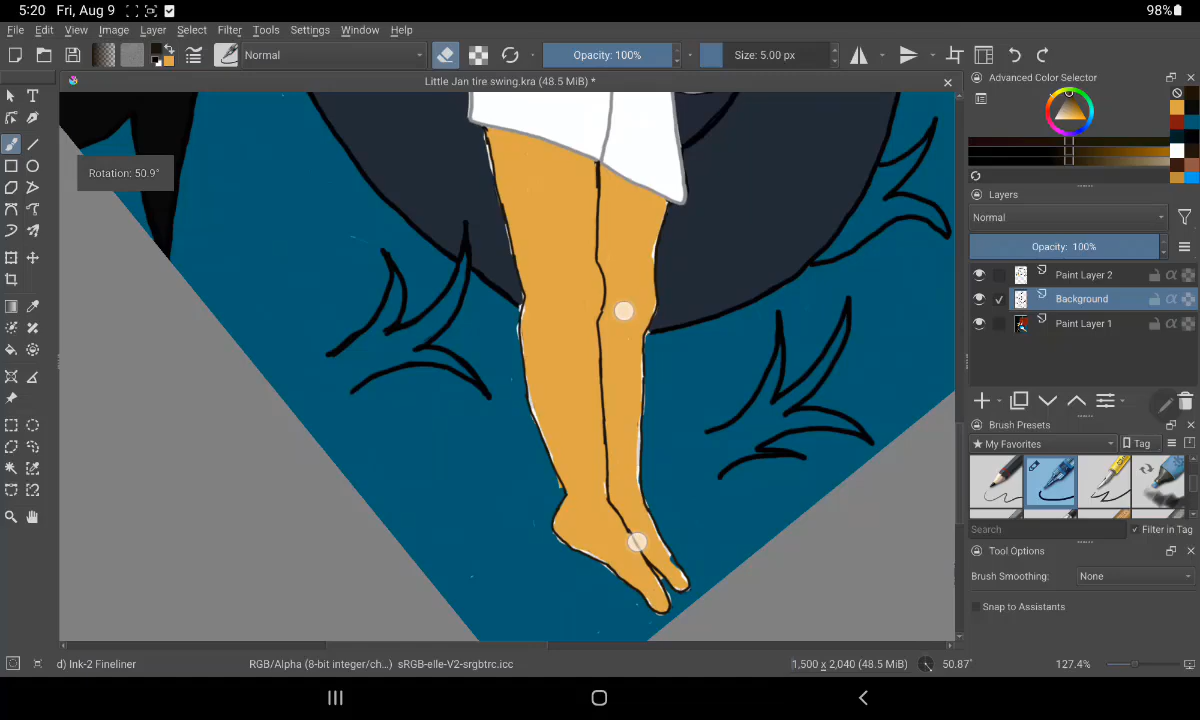 5:20 Fri, Aug 9 98%
File Edit View Image Layer Select Filter Tools Settings Window Help
Normal Opacity: 100% Size: 5.00 px
Little Jan tire swing.kra (48.5 MiB) *
Advanced Color Selector
Rotation: 50.9°
Layers
Normal
Opacity: 100%
Paint Layer 2
Background
Paint Layer 1
Brush Presets
My Favorites Tag
Search Filter in Tag
Tool Options
Brush Smoothing: None
Snap to Assistants
d) Ink-2 Fineliner RGB/Alpha (8-bit integer/ch...) sRGB-elle-V2-srgbtrc.icc 1,500 x 2,040 (48.5 MiB) 50.87° 127.4%